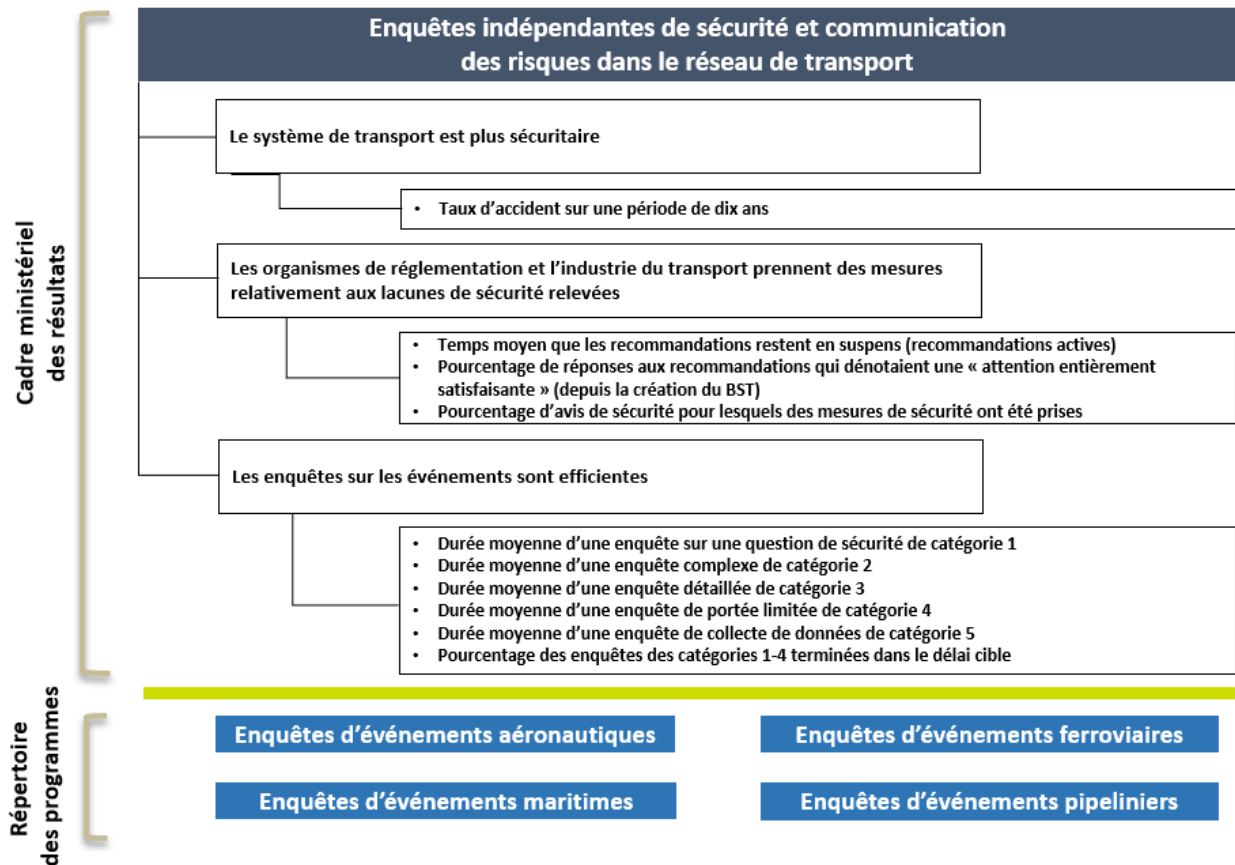 Enquêtes indépendantes de sécurité et communication
des risques dans le réseau de transport
Cadre ministériel
des résultats
Le système de transport est plus sécuritaire
• Taux d’accident sur une période de dix ans
Les organismes de réglementation et l’industrie du transport prennent des mesures
relativement aux lacunes de sécurité relevées
• Temps moyen que les recommandations restent en suspens (recommandations actives)
• Pourcentage de réponses aux recommandations qui dénotaient une « attention entièrement
satisfaisante » (depuis la création du BST)
• Pourcentage d’avis de sécurité pour lesquels des mesures de sécurité ont été prises
Les enquêtes sur les événements sont efficientes
• Durée moyenne d’une enquête sur une question de sécurité de catégorie 1
• Durée moyenne d’une enquête complexe de catégorie 2
• Durée moyenne d’une enquête détaillée de catégorie 3
• Durée moyenne d’une enquête de portée limitée de catégorie 4
• Durée moyenne d’une enquête de collecte de données de catégorie 5
• Pourcentage des enquêtes des catégories 1-4 terminées dans le délai cible
Répertoire
des programmes
Enquêtes d’événements aéronautiques
Enquêtes d’événements ferroviaires
Enquêtes d’événements maritimes
Enquêtes d’événements pipeliniers